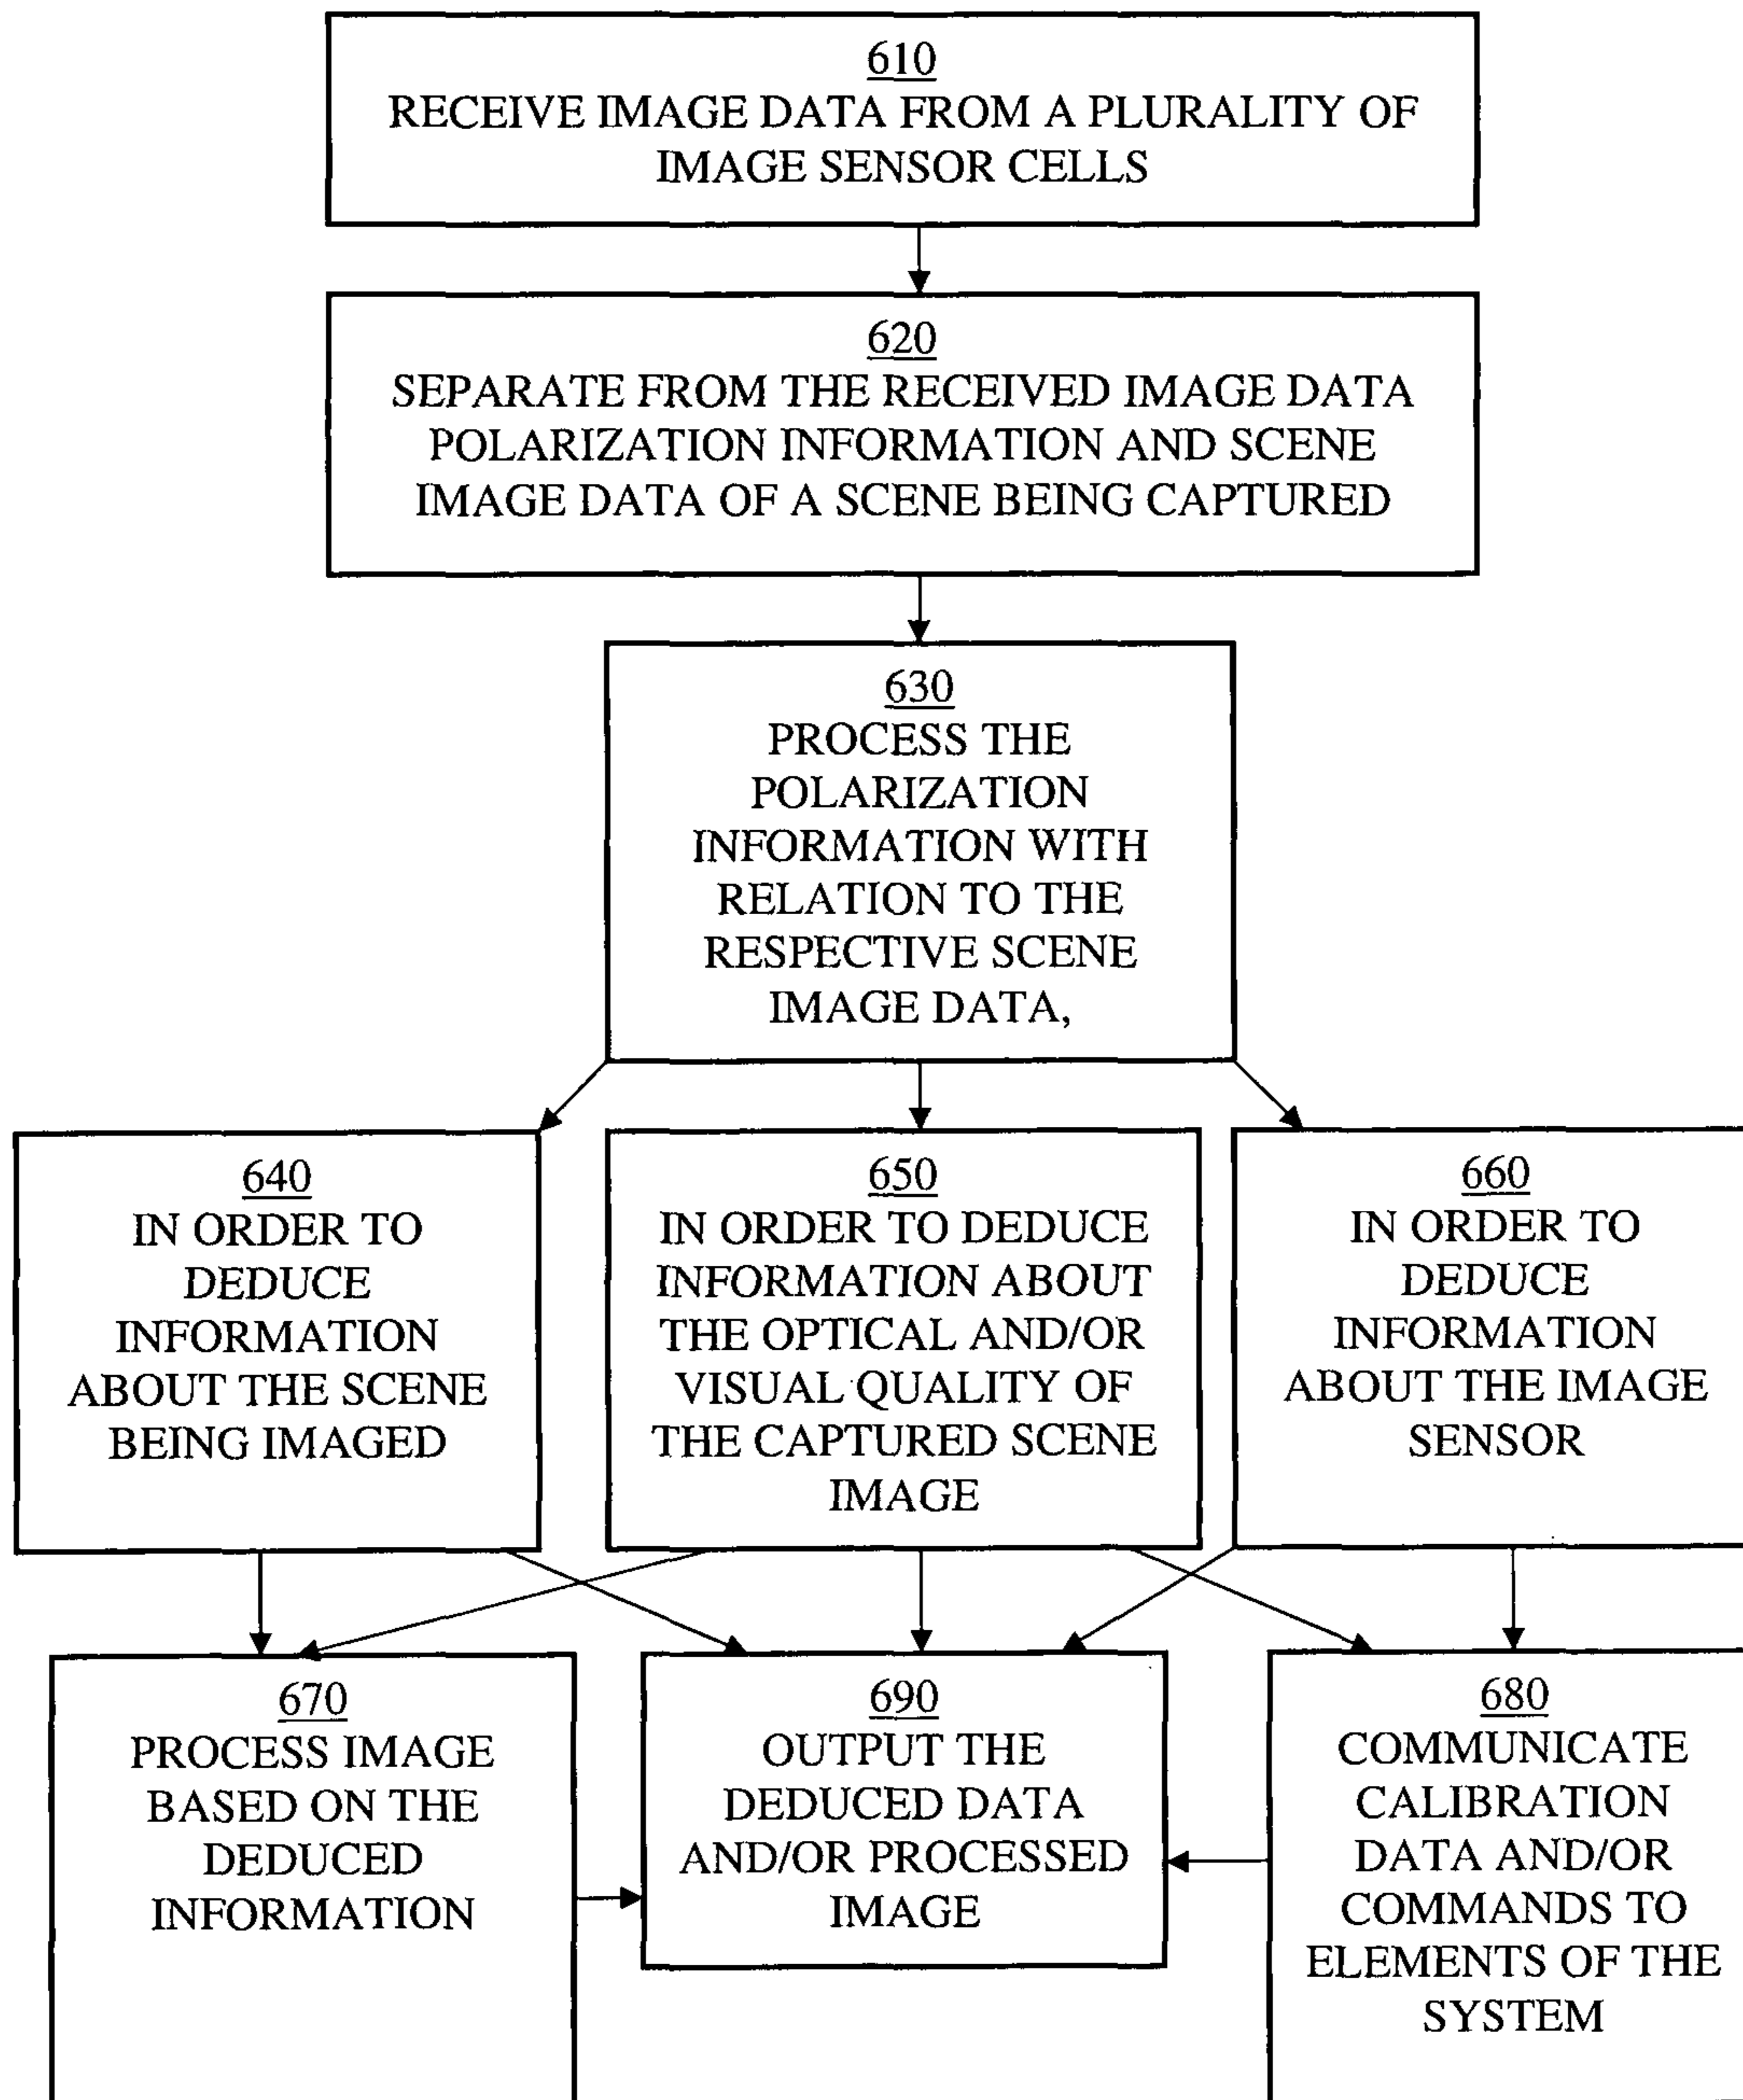 610
RECEIVE IMAGE DATA FROM A PLURALITY OF
IMAGE SENSOR CELLS
620
SEPARATE FROM THE RECEIVED IMAGE DATA
POLARIZATION INFORMATION AND SCENE
IMAGE DATA OF A SCENE BEING CAPTURED
630
PROCESS THE
POLARIZATION
INFORMATION WITH
RELATION TO THE
RESPECTIVE SCENE
IMAGE DATA,
640
IN ORDER TO
DEDUCE
INFORMATION
ABOUT THE SCENE
BEING IMAGED
650
IN ORDER TO DEDUCE
INFORMATION ABOUT
THE OPTICAL AND/OR
VISUAL QUALITY OF
THE CAPTURED SCENE
IMAGE
660
IN ORDER TO
DEDUCE
INFORMATION
ABOUT THE IMAGE
SENSOR
670
PROCESS IMAGE
BASED ON THE
DEDUCED
INFORMATION
690
OUTPUT THE
DEDUCED DATA
AND/OR PROCESSED
IMAGE
680
COMMUNICATE
CALIBRATION
DATA AND/OR
COMMANDS TO
ELEMENTS OF THE
SYSTEM